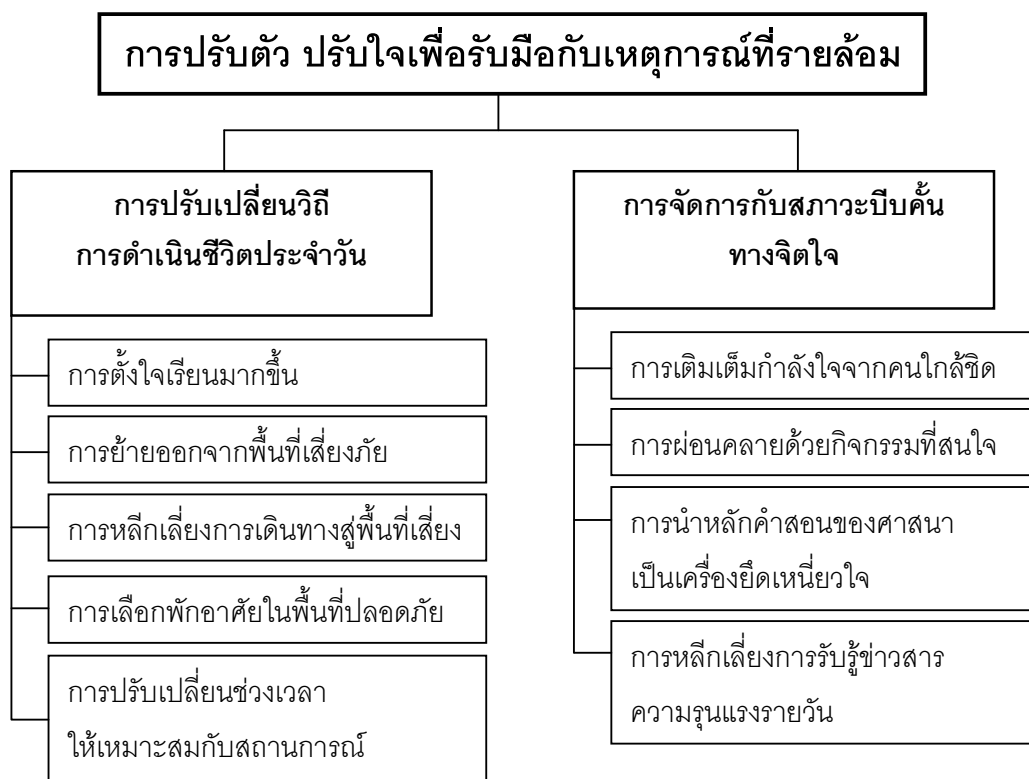 การปรับตัว ปรับใจเพื่อรับมือกับเหตุการณ์ที่รายล้อม
การปรับเปลี่ยนวิถี
การดำเนินชีวิตประจำวัน
การตั้งใจเรียนมากขึ้น
การย้ายออกจากพื้นที่เสี่ยงภัย
การหลีกเลี่ยงการเดินทางสู่พื้นที่เสี่ยง
การเลือกพักอาศัยในพื้นที่ปลอดภัย
การปรับเปลี่ยนช่วงเวลา
ให้เหมาะสมกับสถานการณ์
การจัดการกับสภาวะบีบคั้น
ทางจิตใจ
การเติมเต็มกำลังใจจากคนใกล้ชิด
การผ่อนคลายด้วยกิจกรรมที่สนใจ
การนำหลักคำสอนของศาสนา
เป็นเครื่องยึดเหนี่ยวใจ
การหลีกเลี่ยงการรับรู้ข่าวสาร
ความรุนแรงรายวัน